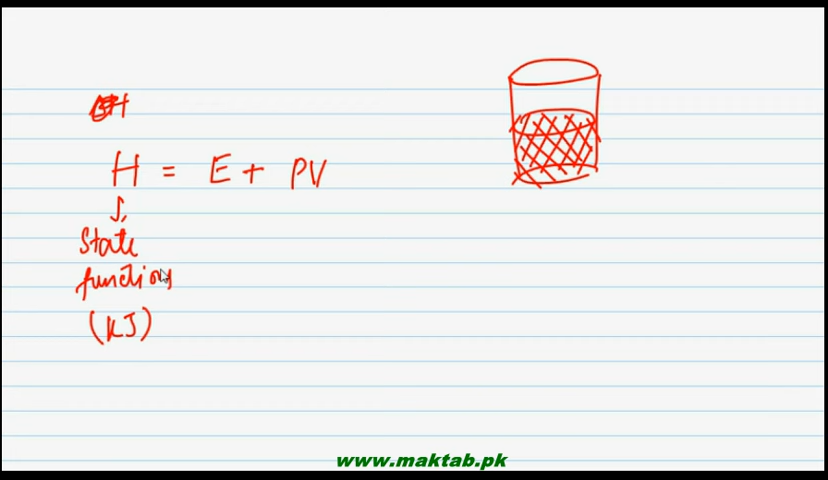 H = E + PV
State
function
(KJ)
www.maktab.pk